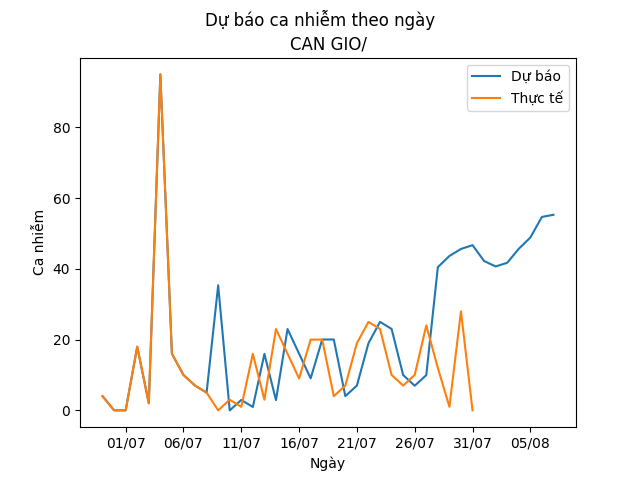 Dự báo ca nhiễm theo ngày
CAN GIO/
Dự báo
Thực tế
80
60
40
20
0
Ca nhiễm
01/07 06/07 11/07 16/07 21/07 26/07 31/07 05/08
Ngày